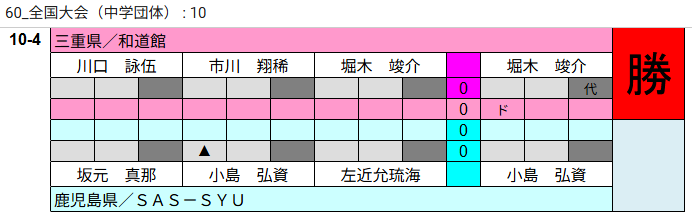 60_全国大会（中学団体）: 10
10-4 三重県／和道館
川口　詠伍 市川　翔稀 堀木　竣介 堀木　竣介 勝
0 代
0 ド
0
▲ 0
坂元　真那 小島　弘資 左近允琉海 小島　弘資
鹿児島県／ＳＡＳ－ＳＹＵ